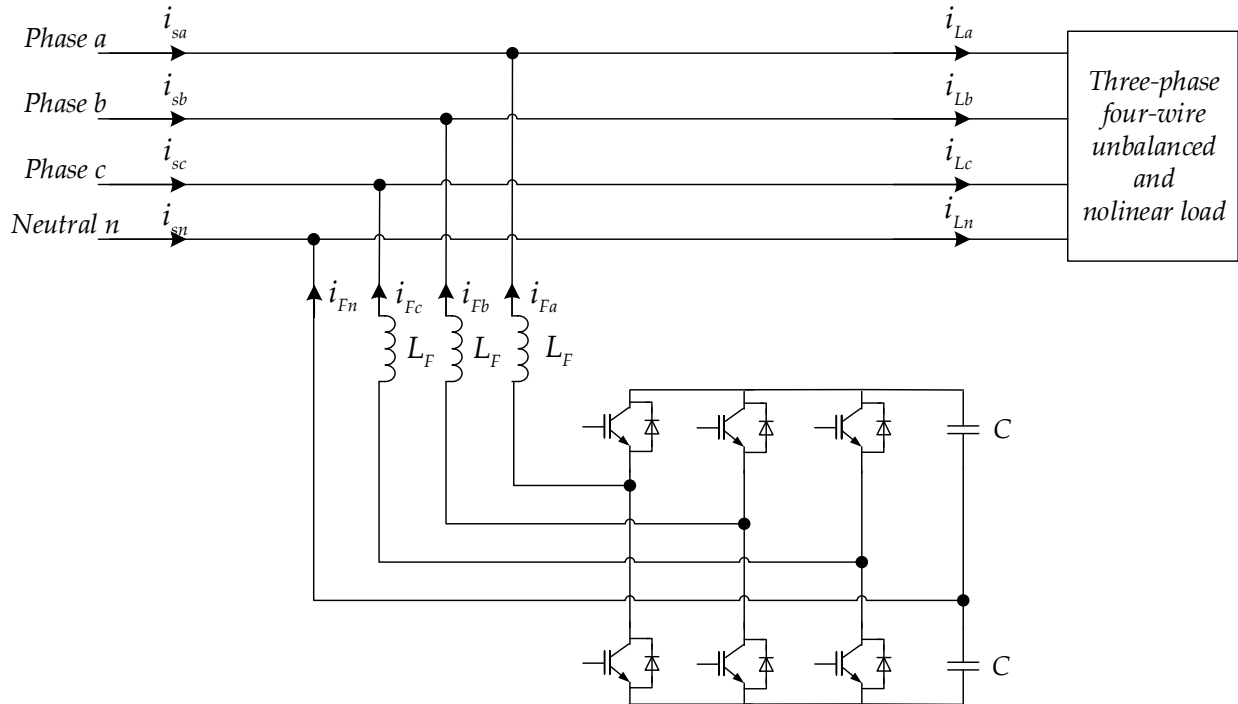 Phase a
i_sa
i_La
Phase b
i_sb
i_Lb
Phase c
i_sc
i_Lc
Neutral n
i_sn
i_Ln
Three-phase
four-wire
unbalanced
and
nolinear load
i_Fn
i_Fc
i_Fb
i_Fa
L_F
L_F
L_F
C
C